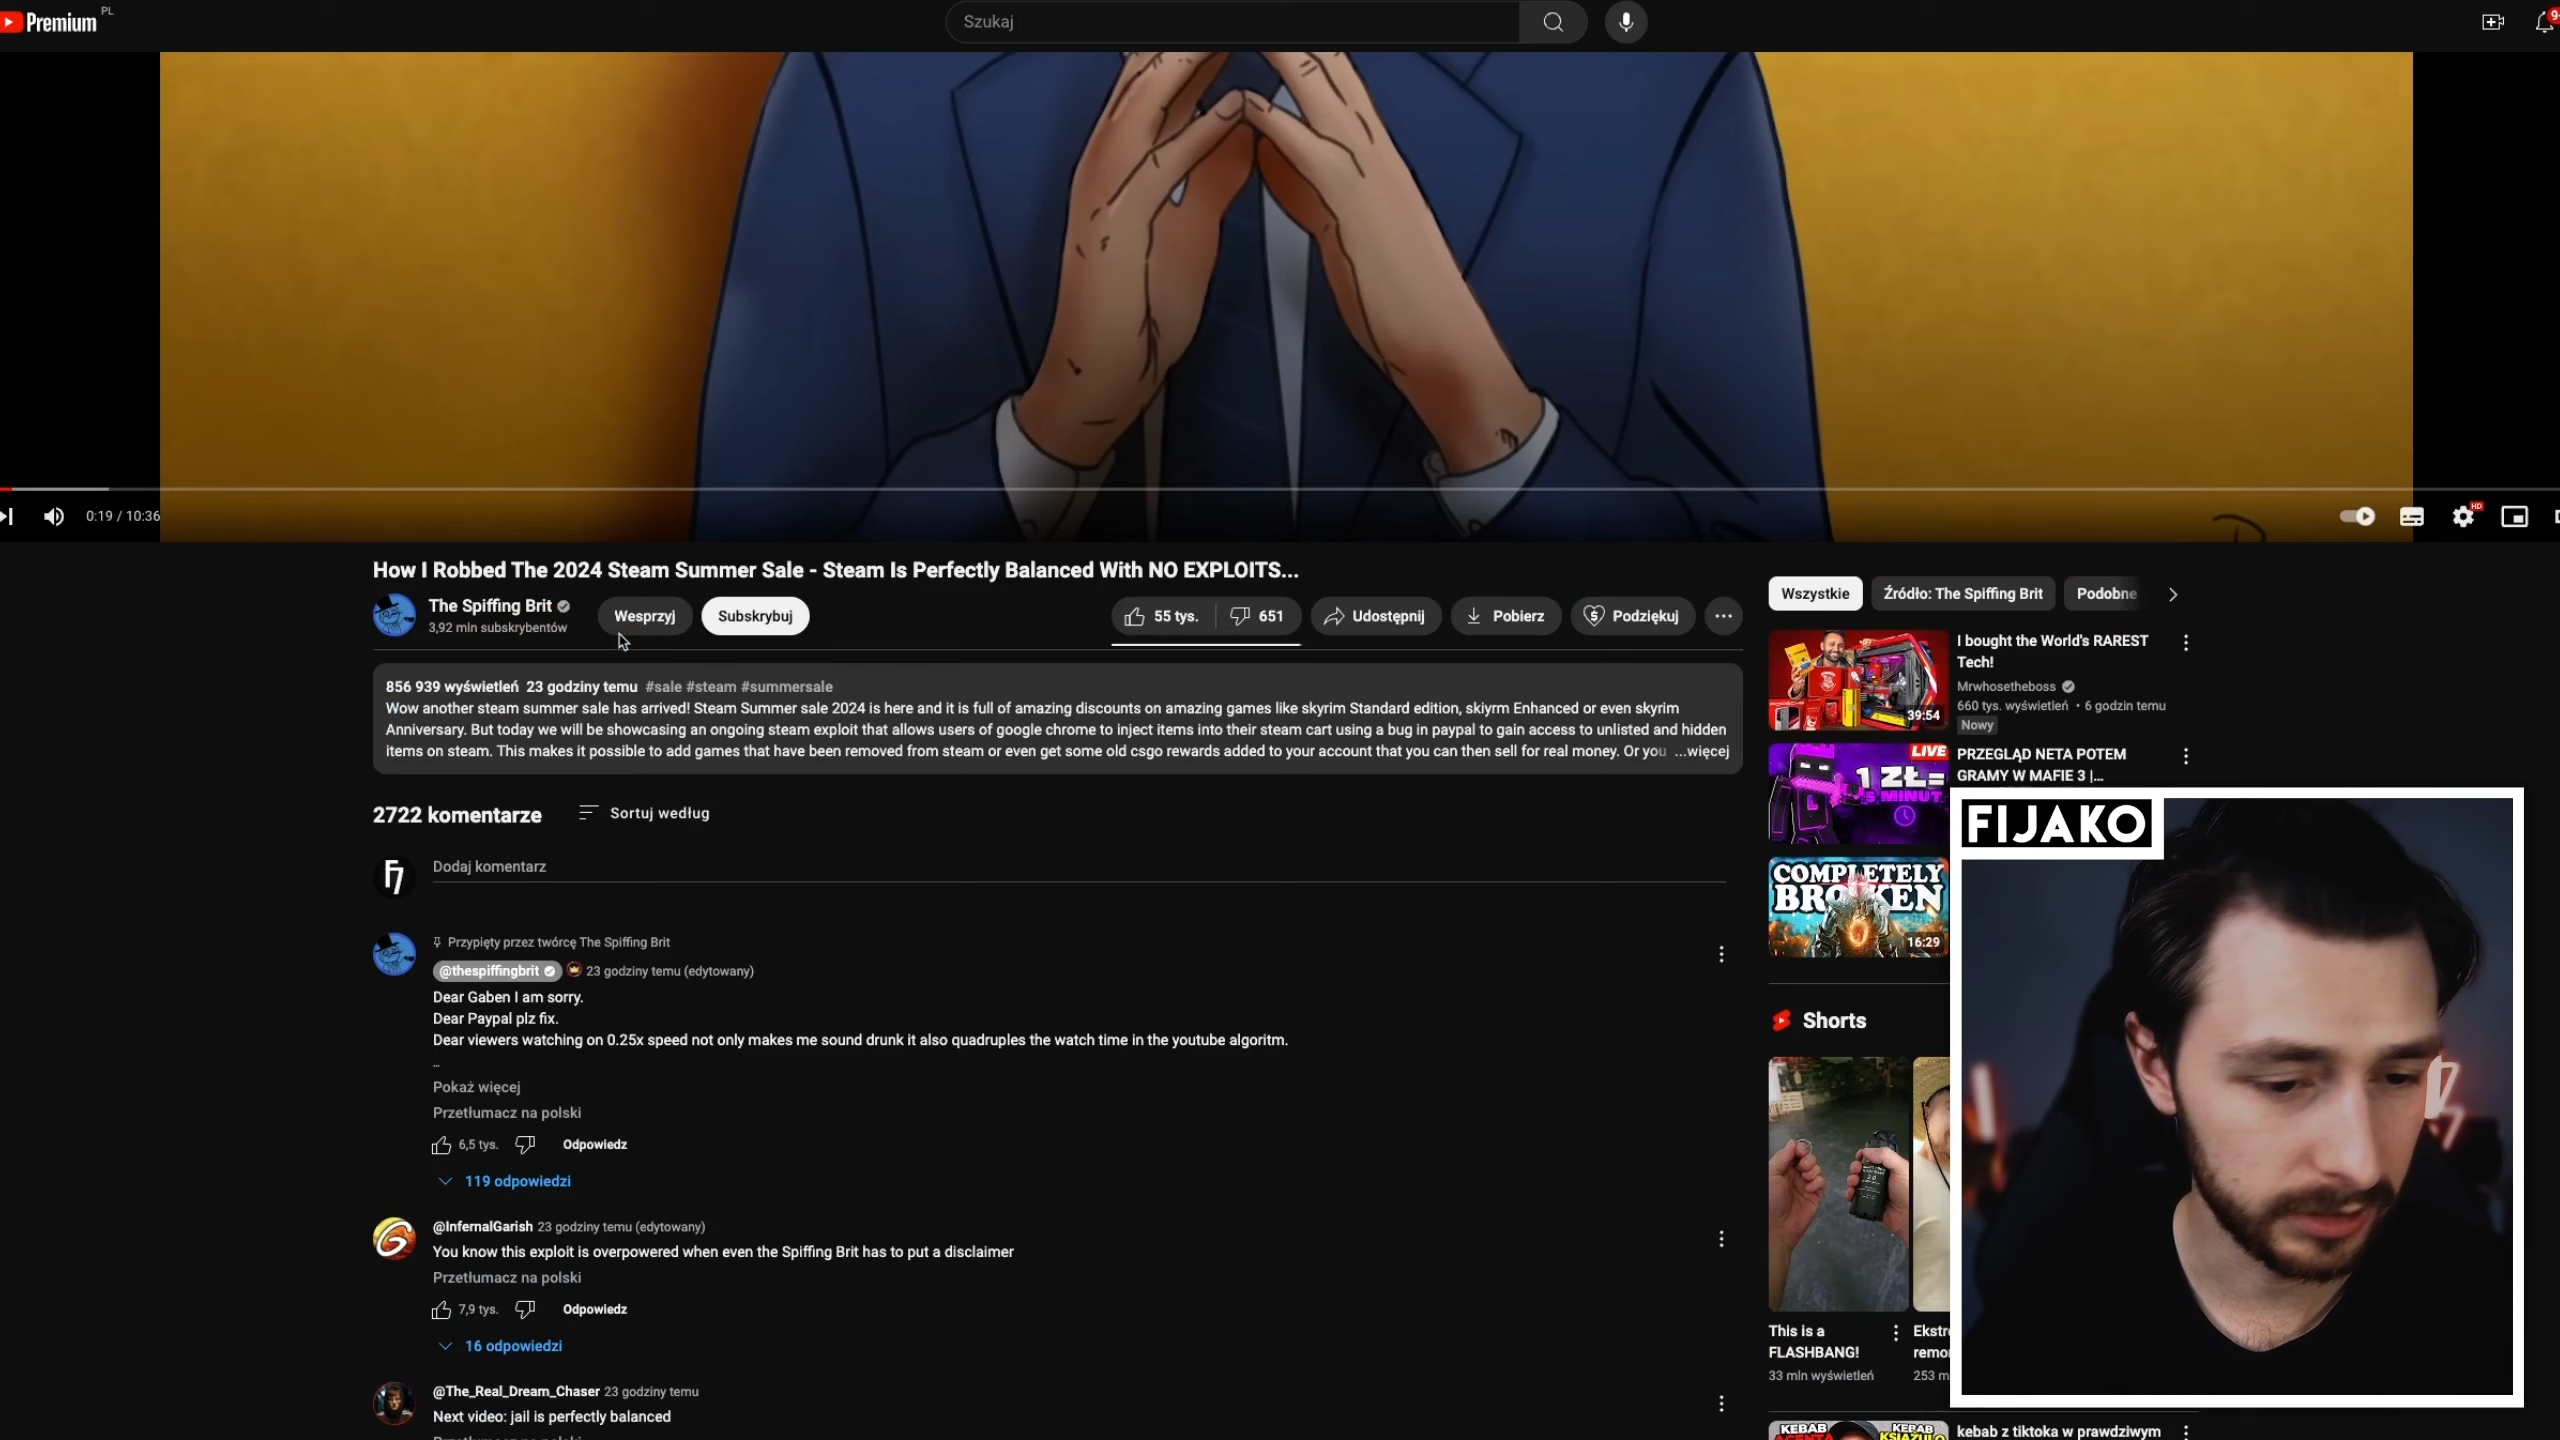 Premium
PL
Szukaj
9+
0:19 / 10:36
HD
How I Robbed The 2024 Steam Summer Sale - Steam Is Perfectly Balanced With NO EXPLOITS...
The Spiffing Brit
3,92 mln subskrybentów
Wesprzyj
Subskrybuj
55 tys.
651
Udostępnij
Pobierz
Podziękuj
856 939 wyświetleń 23 godziny temu #sale #steam #summersale
Wow another steam summer sale has arrived! Steam Summer sale 2024 is here and it is full of amazing discounts on amazing games like skyrim Standard edition, skiyrm Enhanced or even skyrim
Anniversary. But today we will be showcasing an ongoing steam exploit that allows users of google chrome to inject items into their steam cart using a bug in paypal to gain access to unlisted and hidden
items on steam. This makes it possible to add games that have been removed from steam or even get some old csgo rewards added to your account that you can then sell for real money. Or you ...więcej
2722 komentarze
Sortuj według
Dodaj komentarz
Przypięty przez twórcę The Spiffing Brit
@thespiffingbrit 23 godziny temu (edytowany)
Dear Gaben I am sorry.
Dear Paypal plz fix.
Dear viewers watching on 0.25x speed not only makes me sound drunk it also quadruples the watch time in the youtube algoritm.
..
Pokaż więcej
Przetłumacz na polski
6,5 tys.
Odpowiedz
119 odpowiedzi
@InfernalGarish 23 godziny temu (edytowany)
You know this exploit is overpowered when even the Spiffing Brit has to put a disclaimer
Przetłumacz na polski
7,9 tys.
Odpowiedz
16 odpowiedzi
@The_Real_Dream_Chaser 23 godziny temu
Next video: jail is perfectly balanced
Wszystkie
Źródło: The Spiffing Brit
Podobne
39:54
I bought the World's RAREST
Tech!
Mrwhosetheboss
660 tys. wyświetleń • 6 godzin temu
Nowy
LIVE
1 ZŁ=
5 MINUT
PRZEGLĄD NETA POTEM
GRAMY W MAFIE 3 |...
COMPLETELY
BROKEN
16:29
FIJAKO
Shorts
This is a
FLASHBANG!
33 mln wyświetleń
Ekstr
remo
253 m
KEBAB
KEBAB
KSIĄŻULO
kebab z tiktoka w prawdziwym